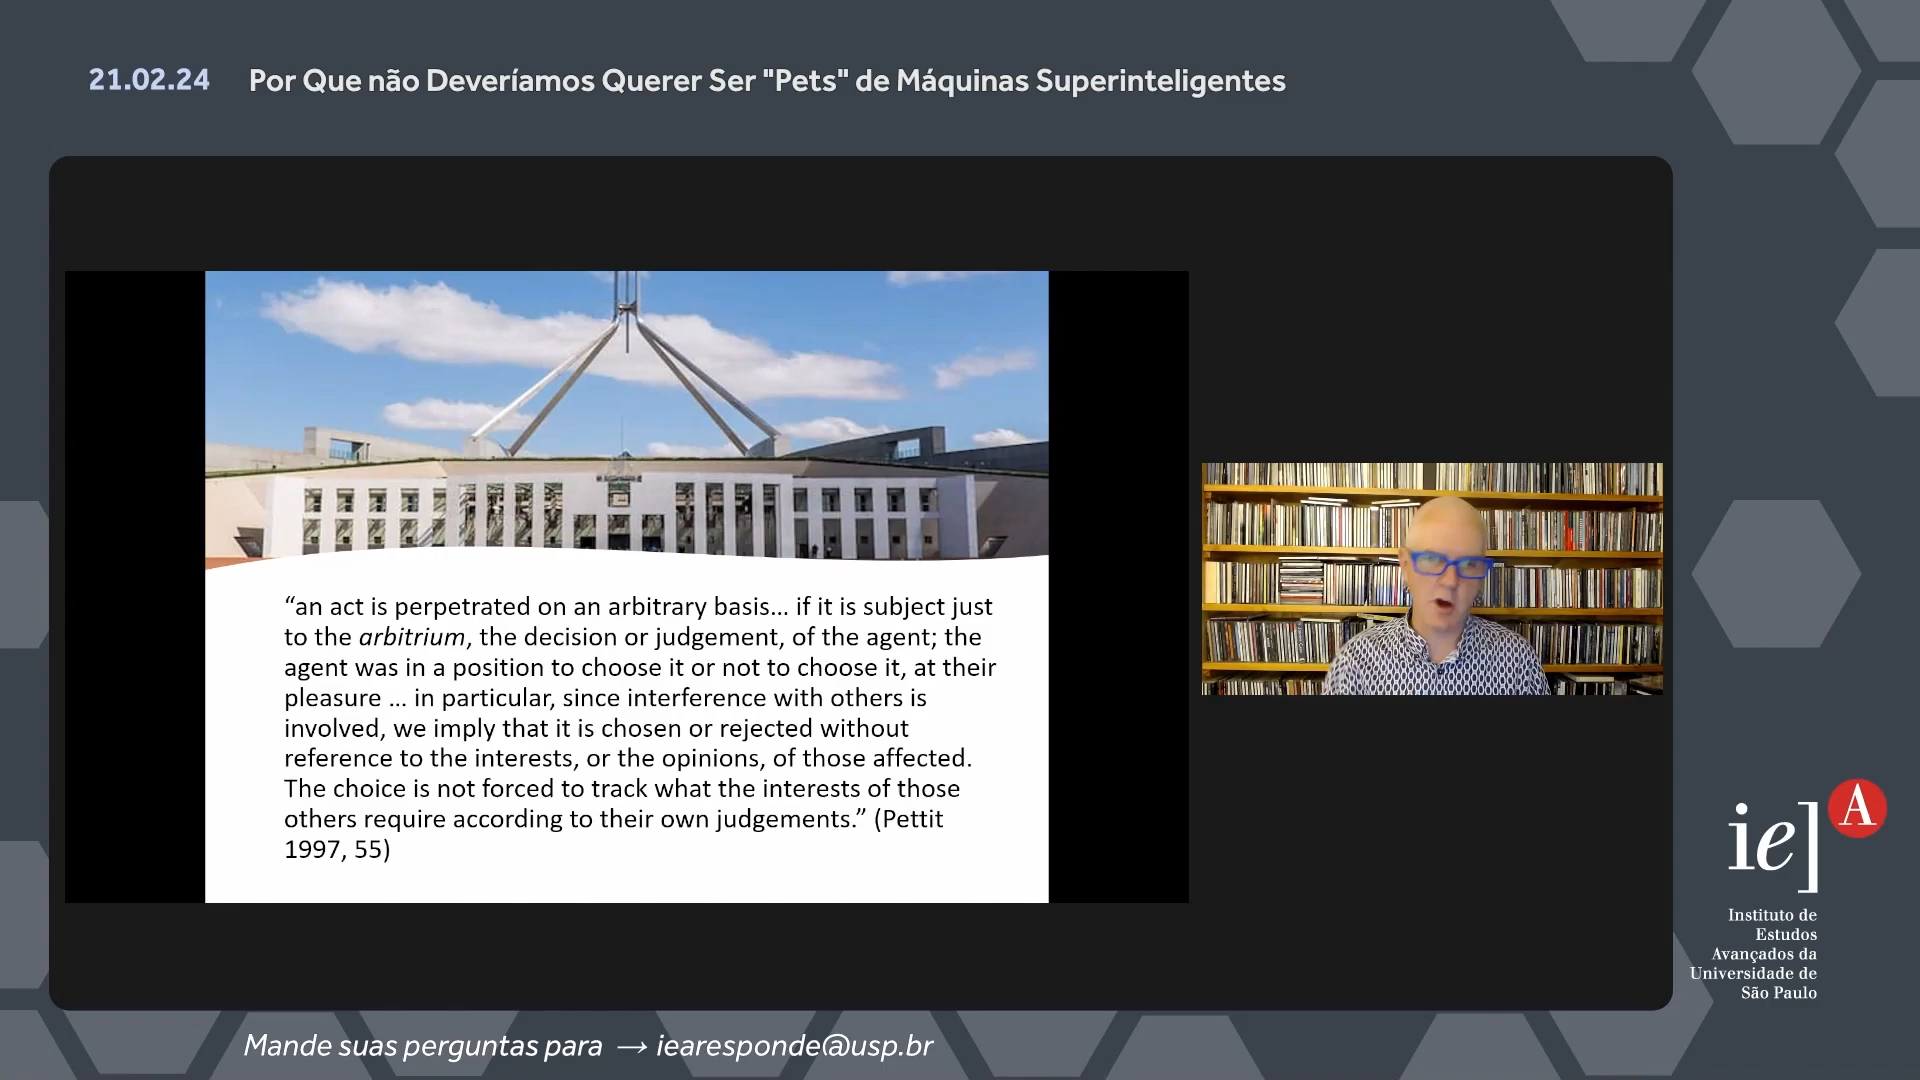 21.02.24 Por Que não Deveríamos Querer Ser "Pets" de Máquinas Superinteligentes
“an act is perpetrated on an arbitrary basis... if it is subject just
to the arbitrium, the decision or judgement, of the agent; the
agent was in a position to choose it or not to choose it, at their
pleasure ... in particular, since interference with others is
involved, we imply that it is chosen or rejected without
reference to the interests, or the opinions, of those affected.
The choice is not forced to track what the interests of those
others require according to their own judgements.” (Pettit
1997, 55)
ie] A
Instituto de
Estudos
Avançados da
Universidade de
São Paulo
Mande suas perguntas para → iearesponde@usp.br